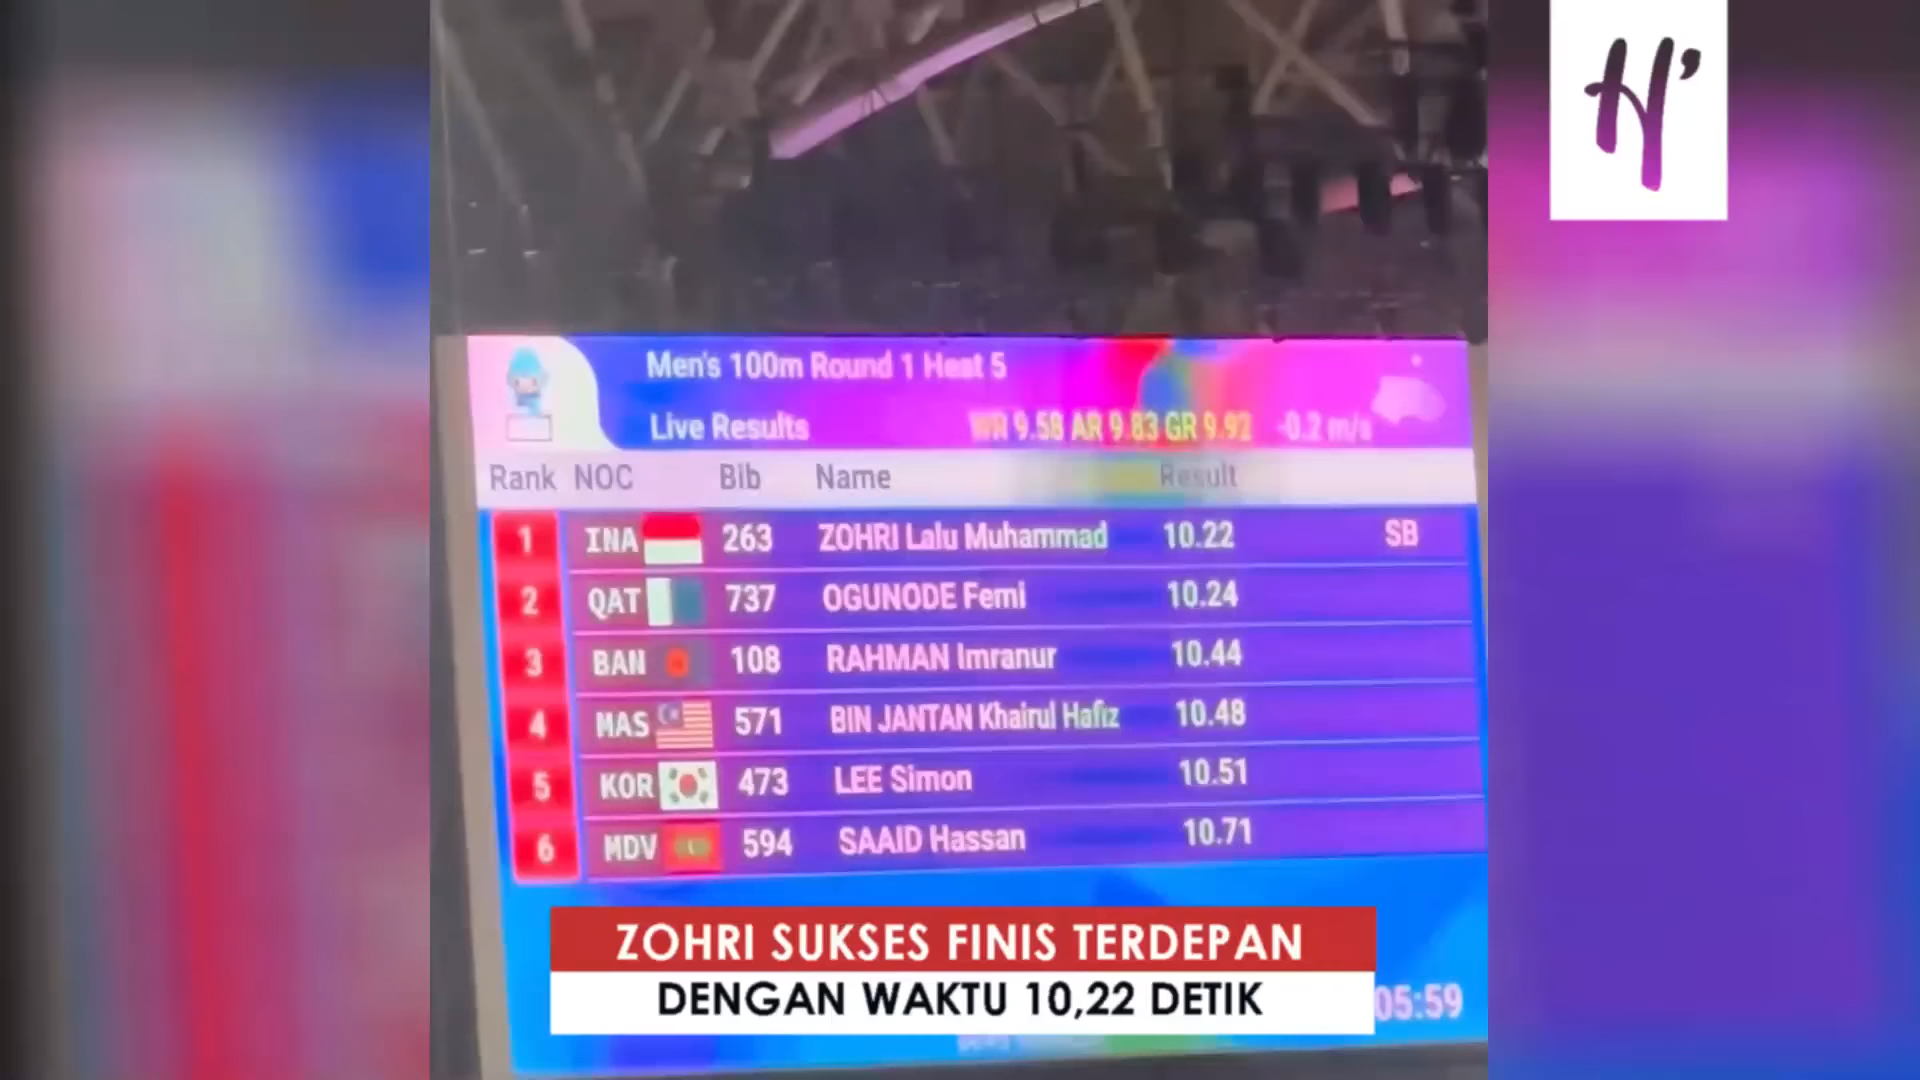 H'
Men's 100m Round 1 Heat 5
Live Results WR 9.58 AR 9.83 GR 9.92 -0.2 m/s
Rank NOC Bib Name Result
1 INA 263 ZOHRI Lalu Muhammad 10.22 SB
2 QAT 737 OGUNODE Femi 10.24
3 BAN 108 RAHMAN Imranur 10.44
4 MAS 571 BIN JANTAN Khairul Hafiz 10.48
5 KOR 473 LEE Simon 10.51
6 MDV 594 SAAID Hassan 10.71
ZOHRI SUKSES FINIS TERDEPAN
DENGAN WAKTU 10,22 DETIK
05:59